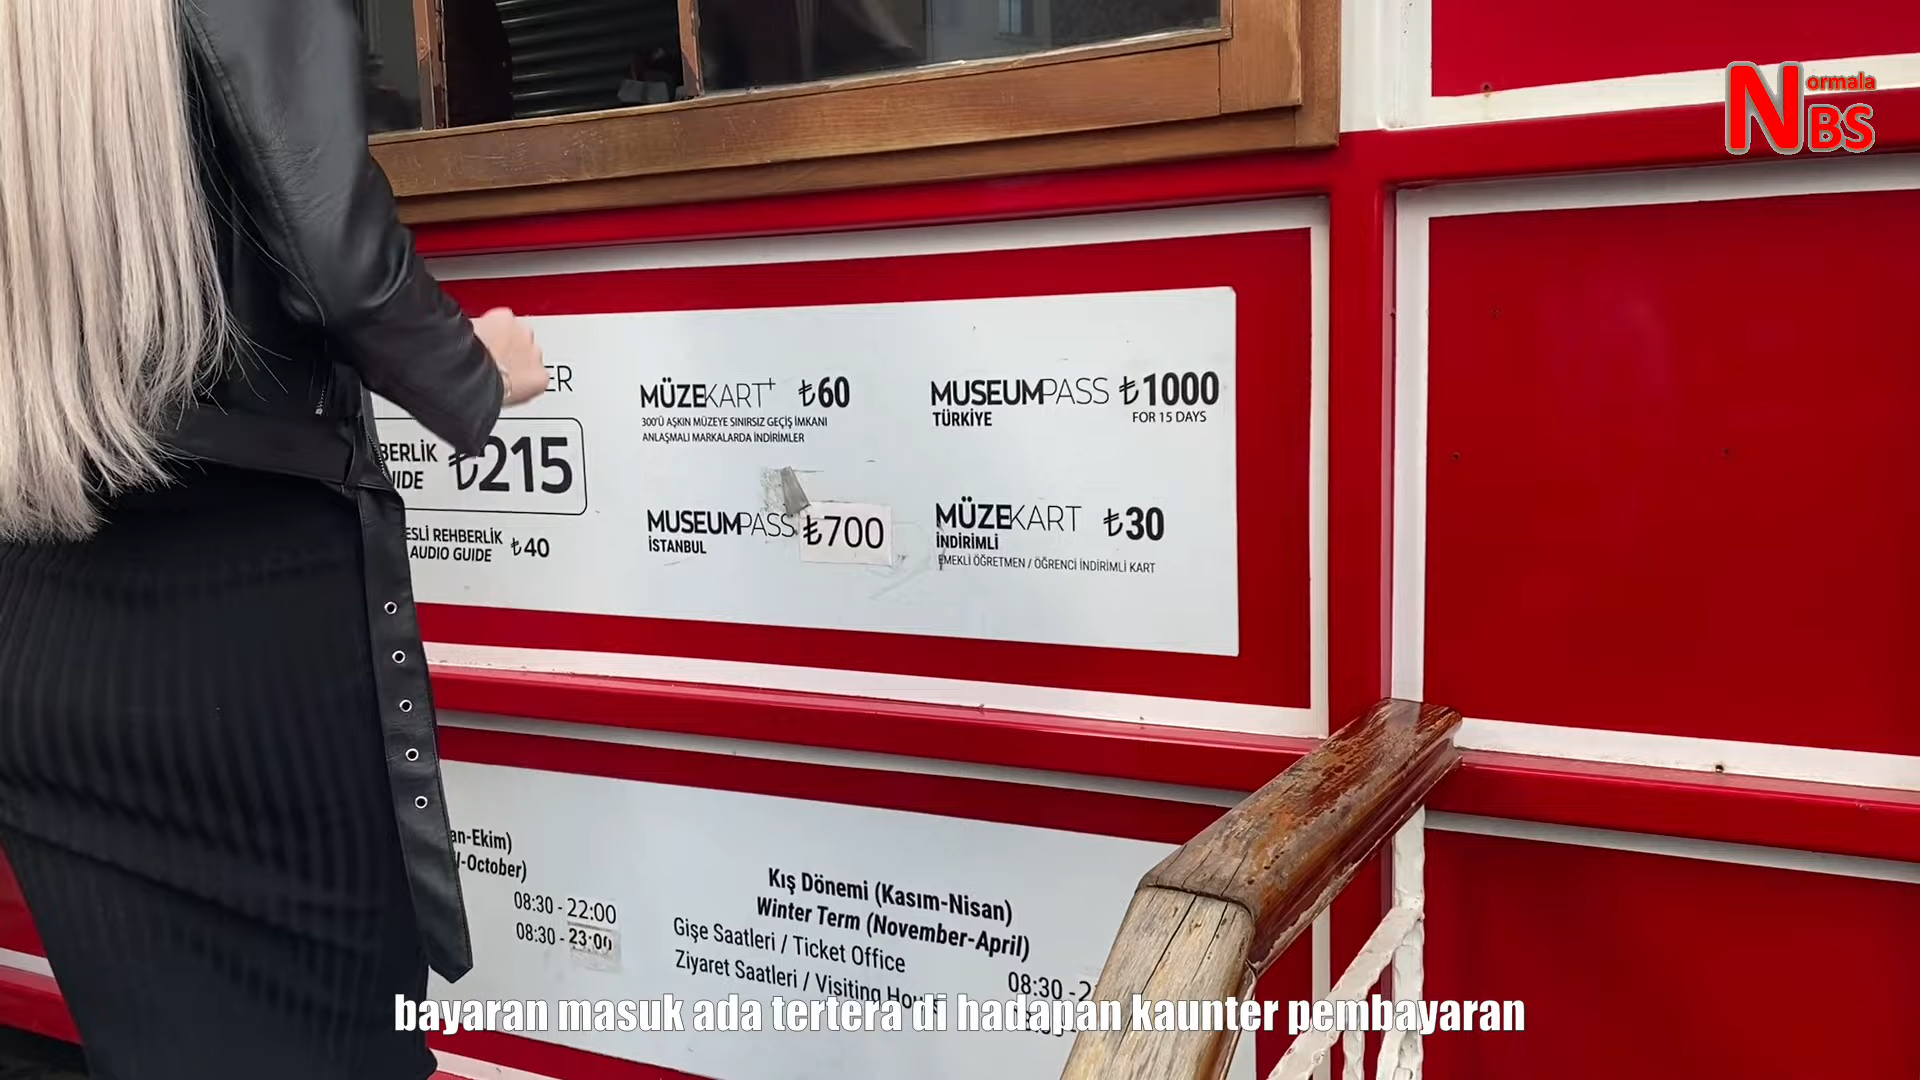 Normala
NBS
ER
BERLİK
UIDE
₺215
ESLİ REHBERLİK
AUDIO GUIDE ₺40
MÜZEKART+ ₺60
300'Ü AŞKIN MÜZEYE SINIRSIZ GEÇİŞ İMKANI
ANLAŞMALI MARKALARDA İNDİRİMLER
MUSEUMPASS ₺1000
TÜRKİYE
FOR 15 DAYS
MUSEUMPASS ₺700
İSTANBUL
MÜZEKART ₺30
İNDİRİMLİ
EMEKLİ ÖĞRETMEN / ÖĞRENCİ İNDİRİMLİ KART
an-Ekim)
l-October)
08:30 - 22:00
08:30 - 23:00
Kış Dönemi (Kasım-Nisan)
Winter Term (November-April)
Gişe Saatleri / Ticket Office
08:30 - 2
Ziyaret Saatleri / Visiting Hou
bayaran masuk ada tertera di hadapan kaunter pembayaran